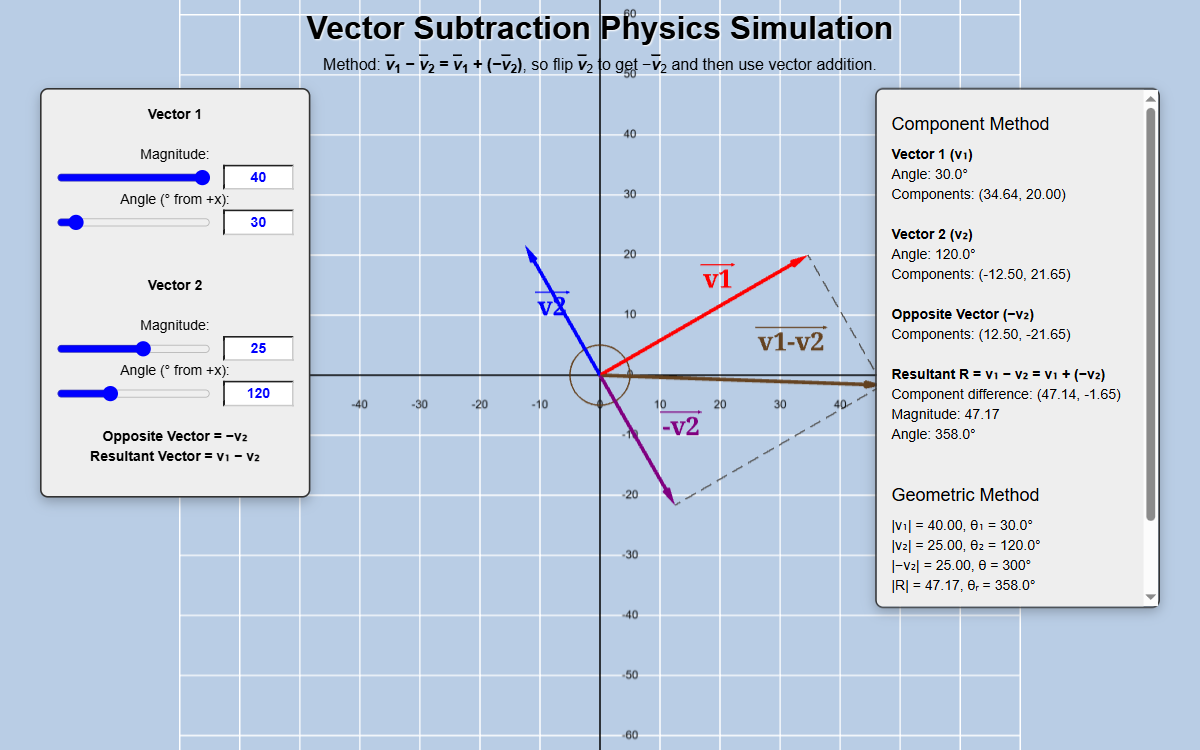 Vector Subtraction Physics Simulation
Method: v̅₁ − v̅₂ = v̅₁ + (−v̅₂), so flip v̅₂ to get −v̅₂ and then use vector addition.
Vector 1
Magnitude:
40
Angle (° from +x):
30
Vector 2
Magnitude:
25
Angle (° from +x):
120
Opposite Vector = −v₂
Resultant Vector = v₁ − v₂
60
50
40
30
20
10
0
-10
-20
-30
-40
-50
-60
-40
-30
-20
-10
0
10
20
30
40
v1
v2
v1-v2
-v2
Component Method
Vector 1 (v₁)
Angle: 30.0°
Components: (34.64, 20.00)
Vector 2 (v₂)
Angle: 120.0°
Components: (-12.50, 21.65)
Opposite Vector (−v₂)
Components: (12.50, -21.65)
Resultant R = v₁ − v₂ = v₁ + (−v₂)
Component difference: (47.14, -1.65)
Magnitude: 47.17
Angle: 358.0°
Geometric Method
|v₁| = 40.00, θ₁ = 30.0°
|v₂| = 25.00, θ₂ = 120.0°
|−v₂| = 25.00, θ = 300°
|R| = 47.17, θᵣ = 358.0°